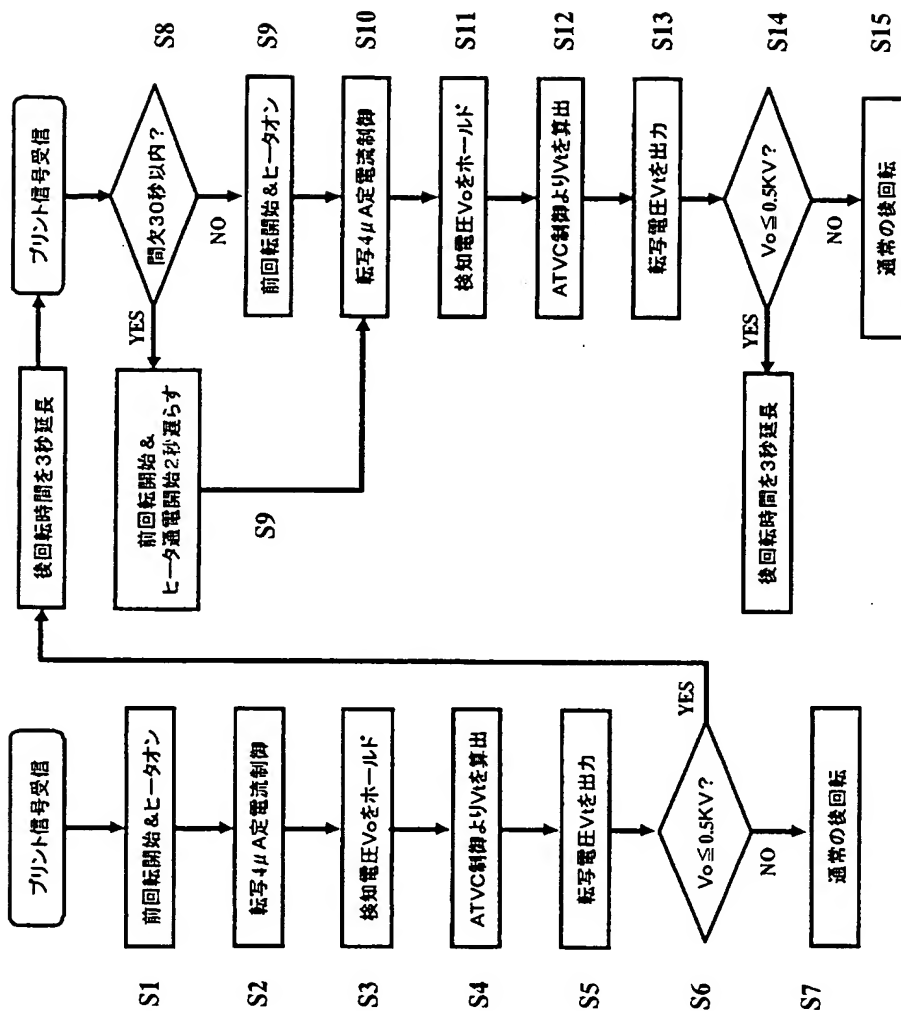 プリント信号受信
S1
前回転開始&ヒータオン
S2
転写4μA定電流制御
S3
検知電圧Voをホールド
S4
ATVC制御よりVtを算出
S5
転写電圧Vtを出力
S6
Vo≦0.5KV?
YES
NO
S7
通常の後回転
後回転時間を3秒延長
プリント信号受信
S8
間欠30秒以内?
YES
NO
前回転開始&
ヒータ通電開始2秒遅らす
S9
前回転開始&ヒータオン
S9
転写4μA定電流制御
S10
検知電圧Voをホールド
S11
ATVC制御よりVtを算出
S12
転写電圧Vtを出力
S13
Vo≦0.5KV?
S14
YES
NO
後回転時間を3秒延長
通常の後回転
S15